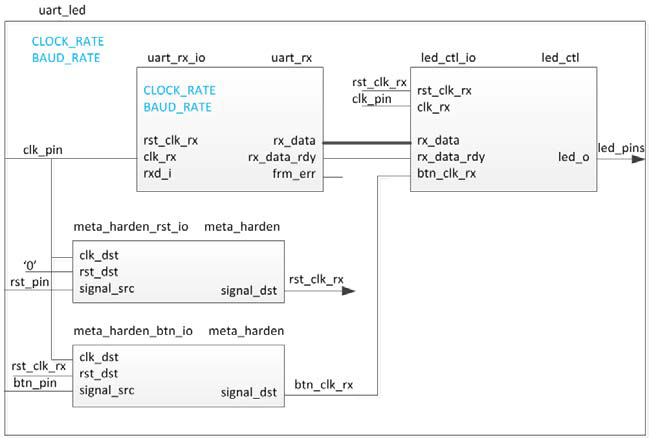 uart_led
CLOCK_RATE
BAUD_RATE
uart_rx_io uart_rx
CLOCK_RATE
BAUD_RATE
rst_clk_rx
clk_rx rx_data
rxd_i rx_data_rdy
frm_err
led_ctl_io led_ctl
rst_clk_rx rst_clk_rx
clk_pin clk_rx
rx_data
rx_data_rdy led_o
btn_clk_rx
led_pins
clk_pin
meta_harden_rst_io meta_harden
clk_dst
'0' rst_dst
rst_pin signal_src signal_dst rst_clk_rx
meta_harden_btn_io meta_harden
clk_dst
rst_clk_rx rst_dst
btn_pin signal_src signal_dst btn_clk_rx